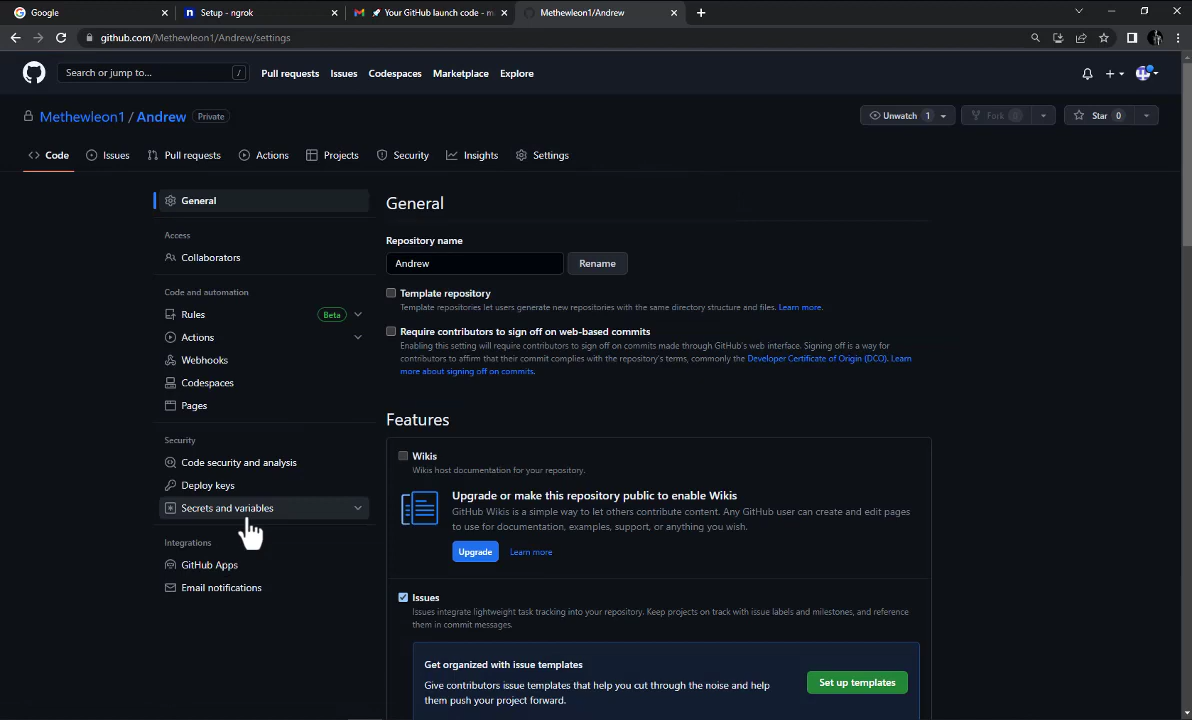 Google
Setup - ngrok
🚀 Your GitHub launch code - m
Methewleon1/Andrew
github.com/Methewleon1/Andrew/settings
Search or jump to... /
Pull requests Issues Codespaces Marketplace Explore
Methewleon1 / Andrew Private
Unwatch 1 Fork 0 Star 0
Code Issues Pull requests Actions Projects Security Insights Settings
General
Access
Collaborators
Code and automation
Rules Beta
Actions
Webhooks
Codespaces
Pages
Security
Code security and analysis
Deploy keys
Secrets and variables
Integrations
GitHub Apps
Email notifications
General
Repository name
Andrew Rename
Template repository
Template repositories let users generate new repositories with the same directory structure and files. Learn more.
Require contributors to sign off on web-based commits
Enabling this setting will require contributors to sign off on commits made through GitHub's web interface. Signing off is a way for
contributors to affirm that their commit complies with the repository's terms, commonly the Developer Certificate of Origin (DCO). Learn
more about signing off on commits.
Features
Wikis
Wikis host documentation for your repository.
Upgrade or make this repository public to enable Wikis
GitHub Wikis is a simple way to let others contribute content. Any GitHub user can create and edit pages
to use for documentation, examples, support, or anything you wish.
Upgrade Learn more
Issues
Issues integrate lightweight task tracking into your repository. Keep projects on track with issue labels and milestones, and reference
them in commit messages.
Get organized with issue templates
Give contributors issue templates that help you cut through the noise and help
them push your project forward.
Set up templates